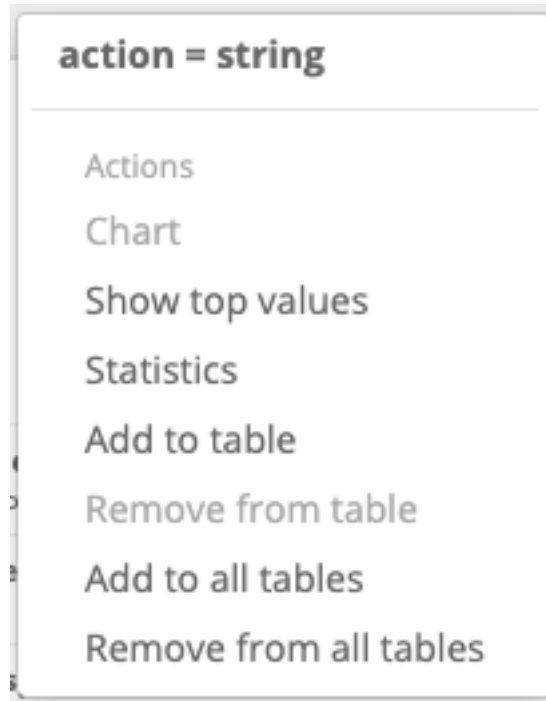 action = string
Actions
Chart
Show top values
Statistics
Add to table
Remove from table
Add to all tables
Remove from all tables